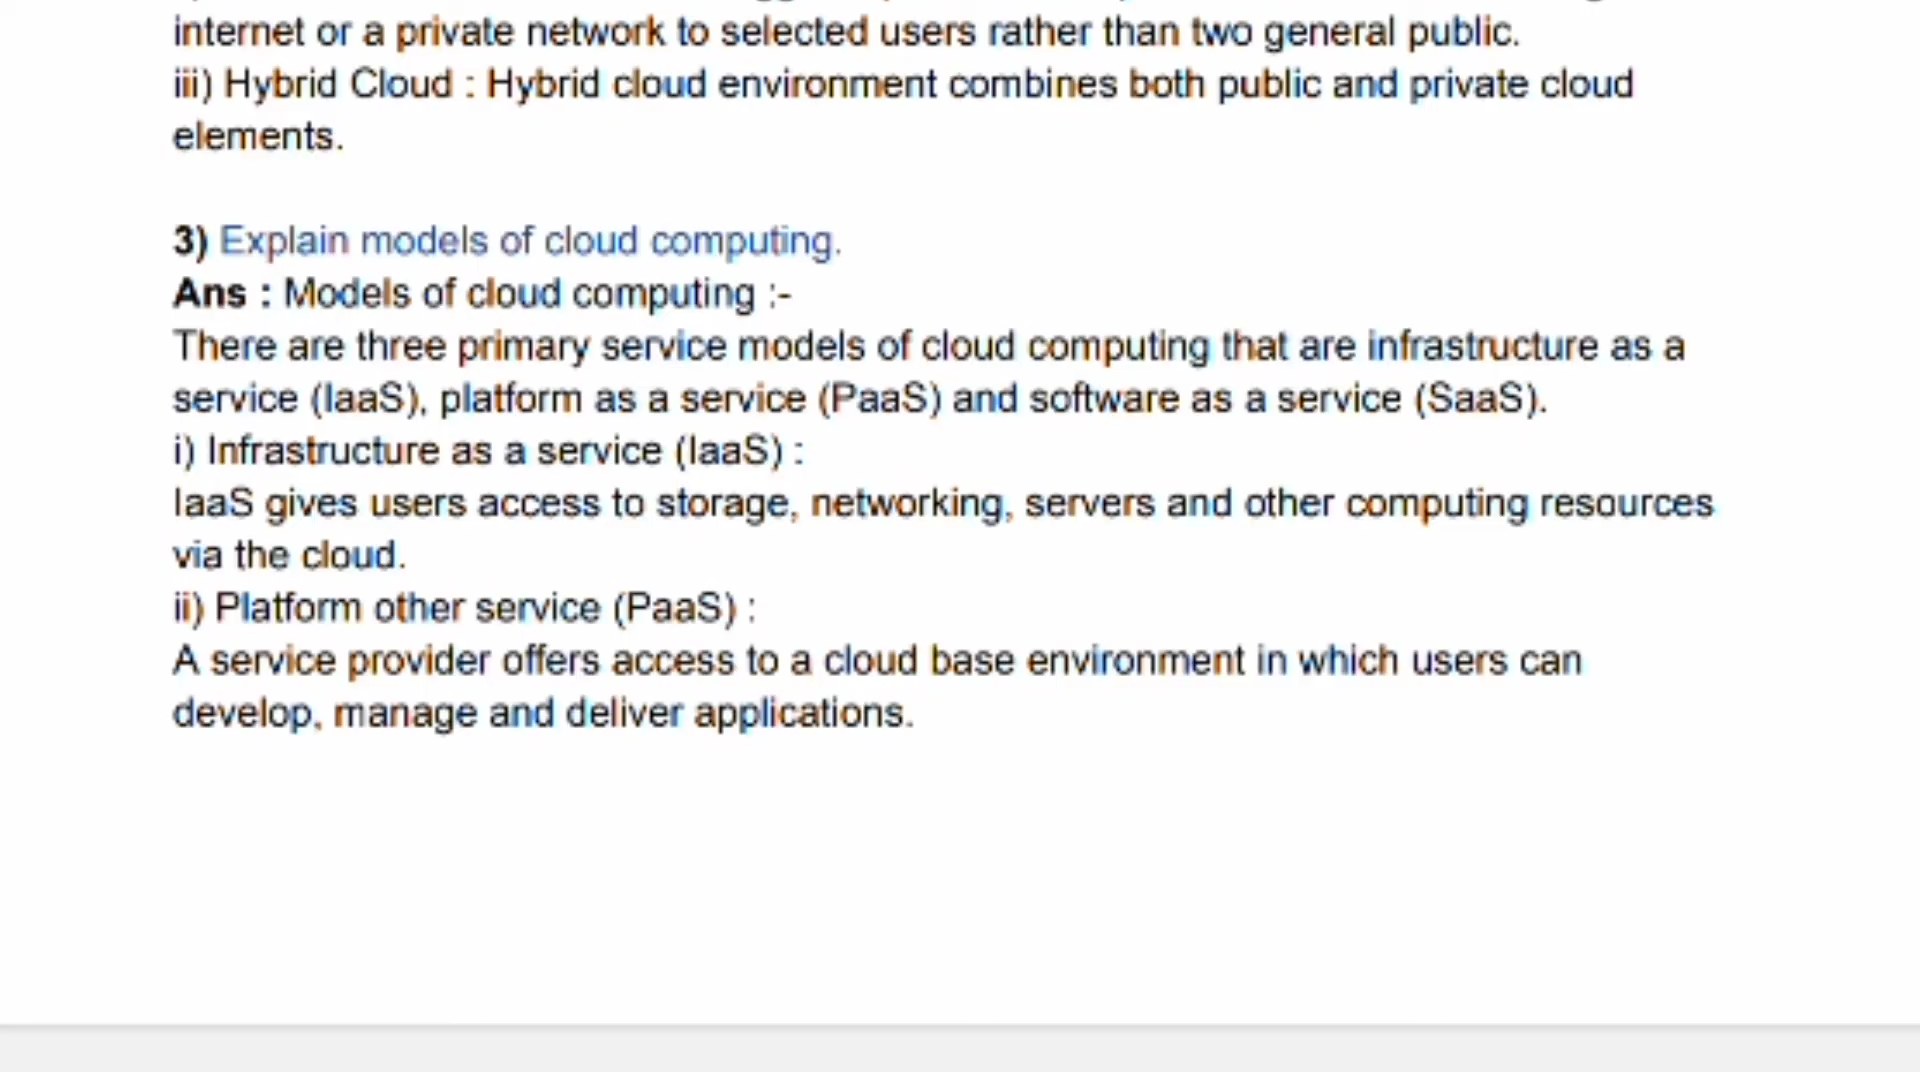 internet or a private network to selected users rather than two general public.
iii) Hybrid Cloud : Hybrid cloud environment combines both public and private cloud
elements.
3) Explain models of cloud computing.
Ans : Models of cloud computing :-
There are three primary service models of cloud computing that are infrastructure as a
service (IaaS), platform as a service (PaaS) and software as a service (SaaS).
i) Infrastructure as a service (IaaS) :
IaaS gives users access to storage, networking, servers and other computing resources
via the cloud.
ii) Platform other service (PaaS) :
A service provider offers access to a cloud base environment in which users can
develop, manage and deliver applications.